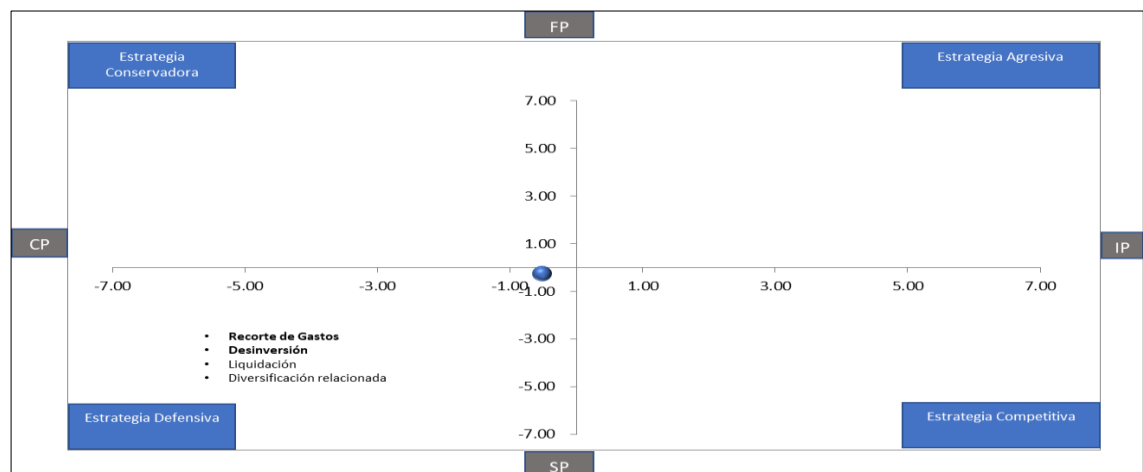 FP
Estrategia
Conservadora
Estrategia Agresiva
7.00
5.00
3.00
1.00
CP
IP
-7.00
-5.00
-3.00
-1.00
1.00
3.00
5.00
7.00
-1.00
• Recorte de Gastos
• Desinversión
• Liquidación
• Diversificación relacionada
-3.00
-5.00
-7.00
Estrategia Defensiva
Estrategia Competitiva
SP